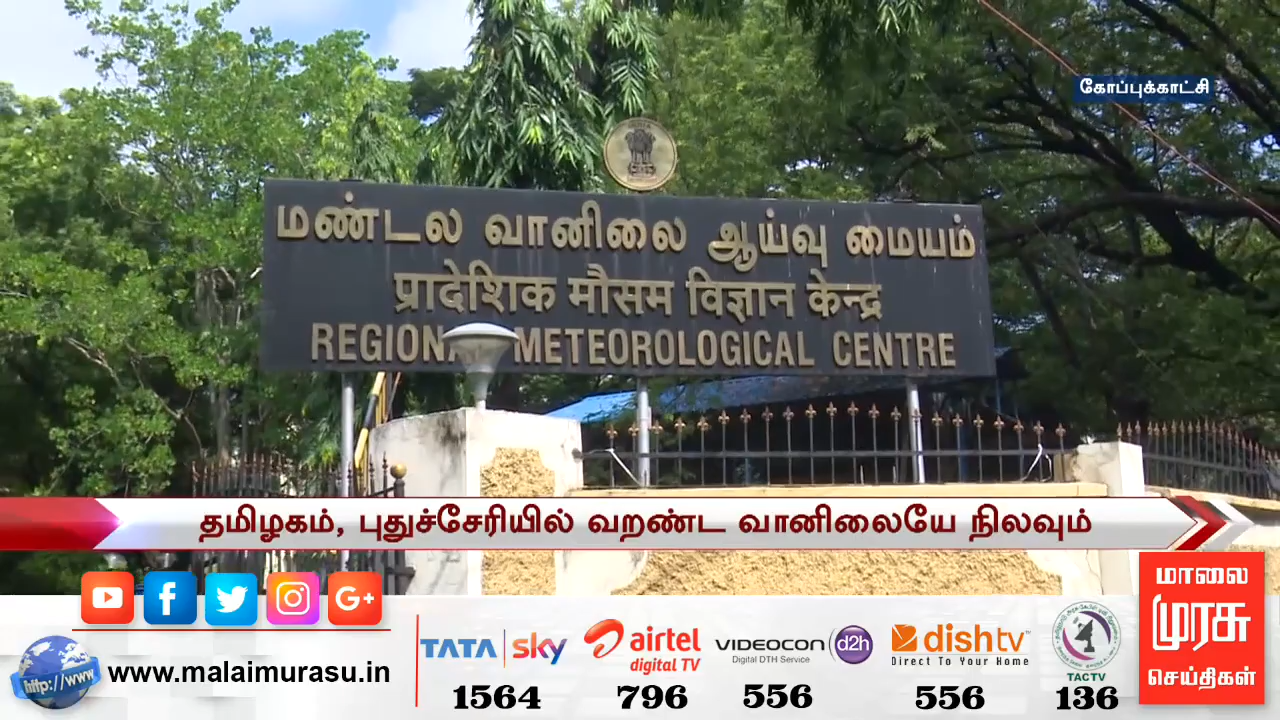 கோப்புக்காட்சி
மண்டல வானிலை ஆய்வு மையம்
प्रादेशिक मौसम विज्ञान केन्द्र
REGIONAL METEOROLOGICAL CENTRE
தமிழகம், புதுச்சேரியில் வறண்ட வானிலையே நிலவும்
G+
http://www
www.malaimurasu.in
TATA sky
1564
airtel
digital TV
796
VIDEOCON d2h
Digital DTH Service
556
dishtv
Direct To Your Home
556
TACTV
136
மாலை
முரசு
செய்திகள்